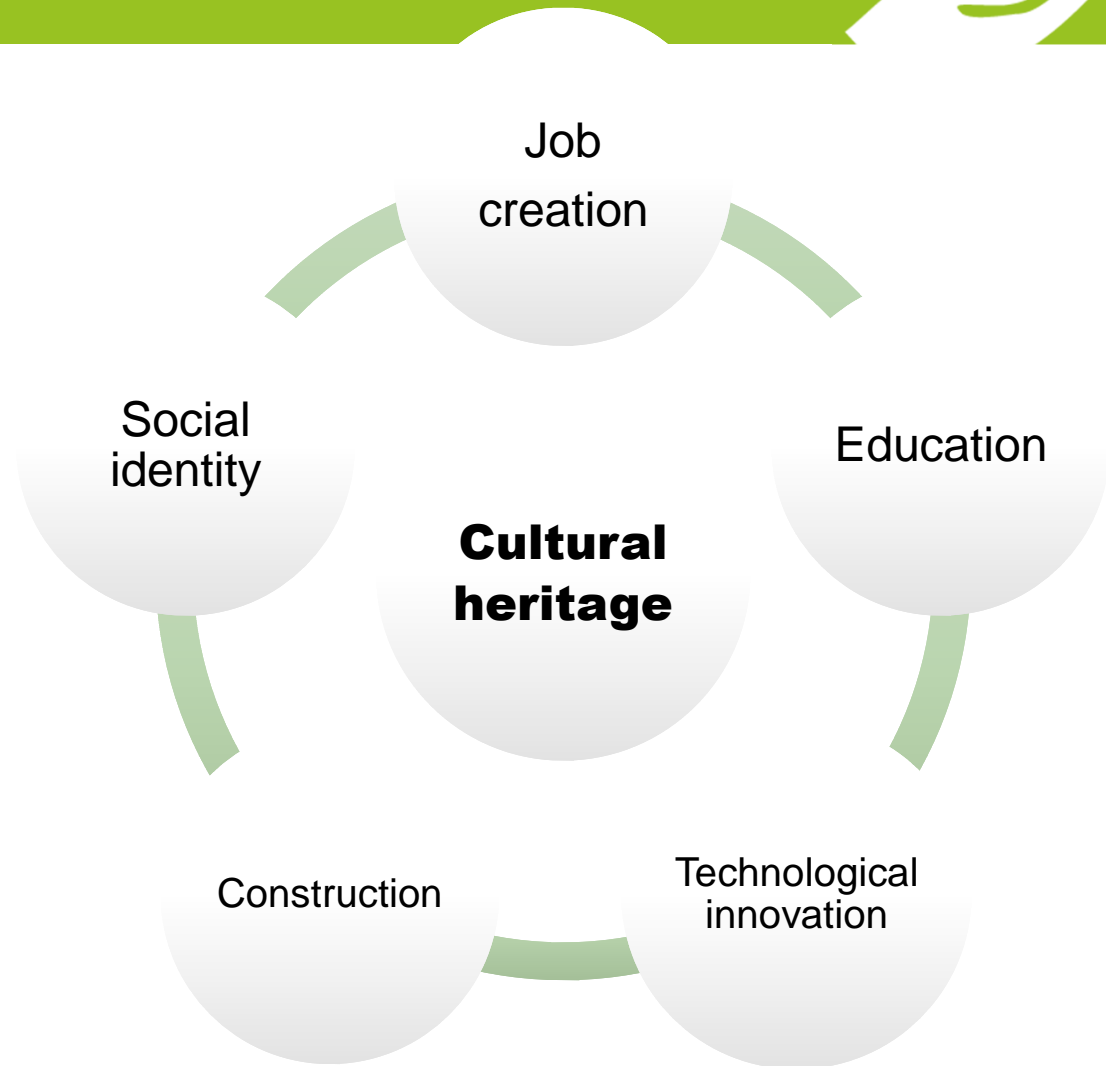 Job
creation
Social
identity
Education
Cultural
heritage
Construction
Technological
innovation